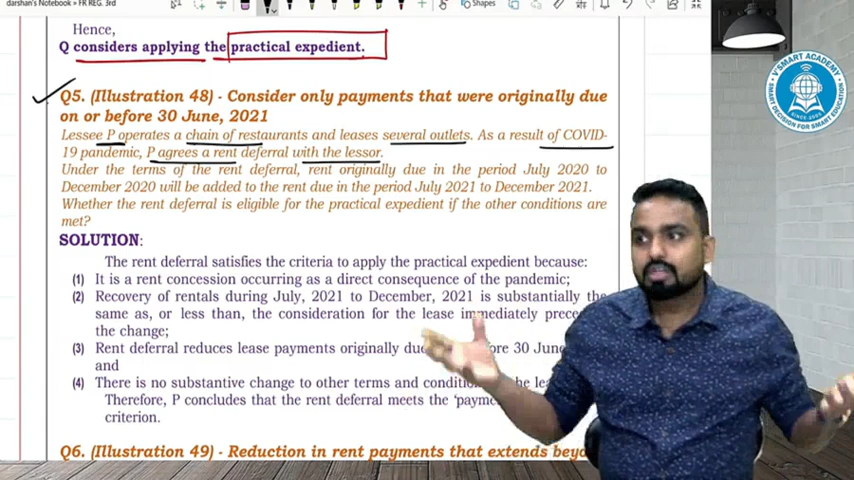 darshan's Notebook » FR REG. 3rd
Shapes
Hence,
Q considers applying the practical expedient.
Q5. (Illustration 48) - Consider only payments that were originally due
on or before 30 June, 2021
Lessee P operates a chain of restaurants and leases several outlets. As a result of COVID-
19 pandemic, P agrees a rent deferral with the lessor.
Under the terms of the rent deferral, rent originally due in the period July 2020 to
December 2020 will be added to the rent due in the period July 2021 to December 2021.
Whether the rent deferral is eligible for the practical expedient if the other conditions are
met?
SOLUTION:
The rent deferral satisfies the criteria to apply the practical expedient because:
(1) It is a rent concession occurring as a direct consequence of the pandemic;
(2) Recovery of rentals during July, 2021 to December, 2021 is substantially the
same as, or less than, the consideration for the lease immediately
the change;
(3) Rent deferral reduces lease payments originally 30
and
(4) There is no substantive change to other terms and
Therefore, P concludes that the rent deferral meets the
criterion.
Q6. (Illustration 49) - Reduction in rent payments that extends
V'SMART ACADEMY
SMART DECISION FOR SMART EDUCATION